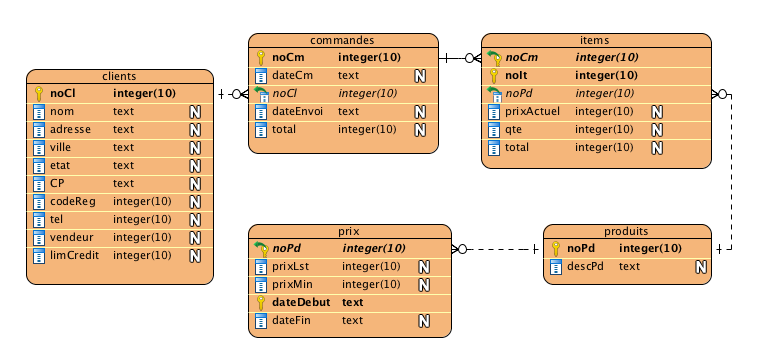 clients
noCl integer(10)
nom text N
adresse text N
ville text N
etat text N
CP text N
codeReg integer(10) N
tel integer(10) N
vendeur integer(10) N
limCredit integer(10) N
commandes
noCm integer(10)
dateCm text N
noCl integer(10)
dateEnvoi text N
total integer(10) N
items
noCm integer(10)
noIt integer(10)
noPd integer(10)
prixActuel integer(10) N
qte integer(10) N
total integer(10) N
prix
noPd integer(10)
prixLst integer(10) N
prixMin integer(10) N
dateDebut text
dateFin text N
produits
noPd integer(10)
descPd text N